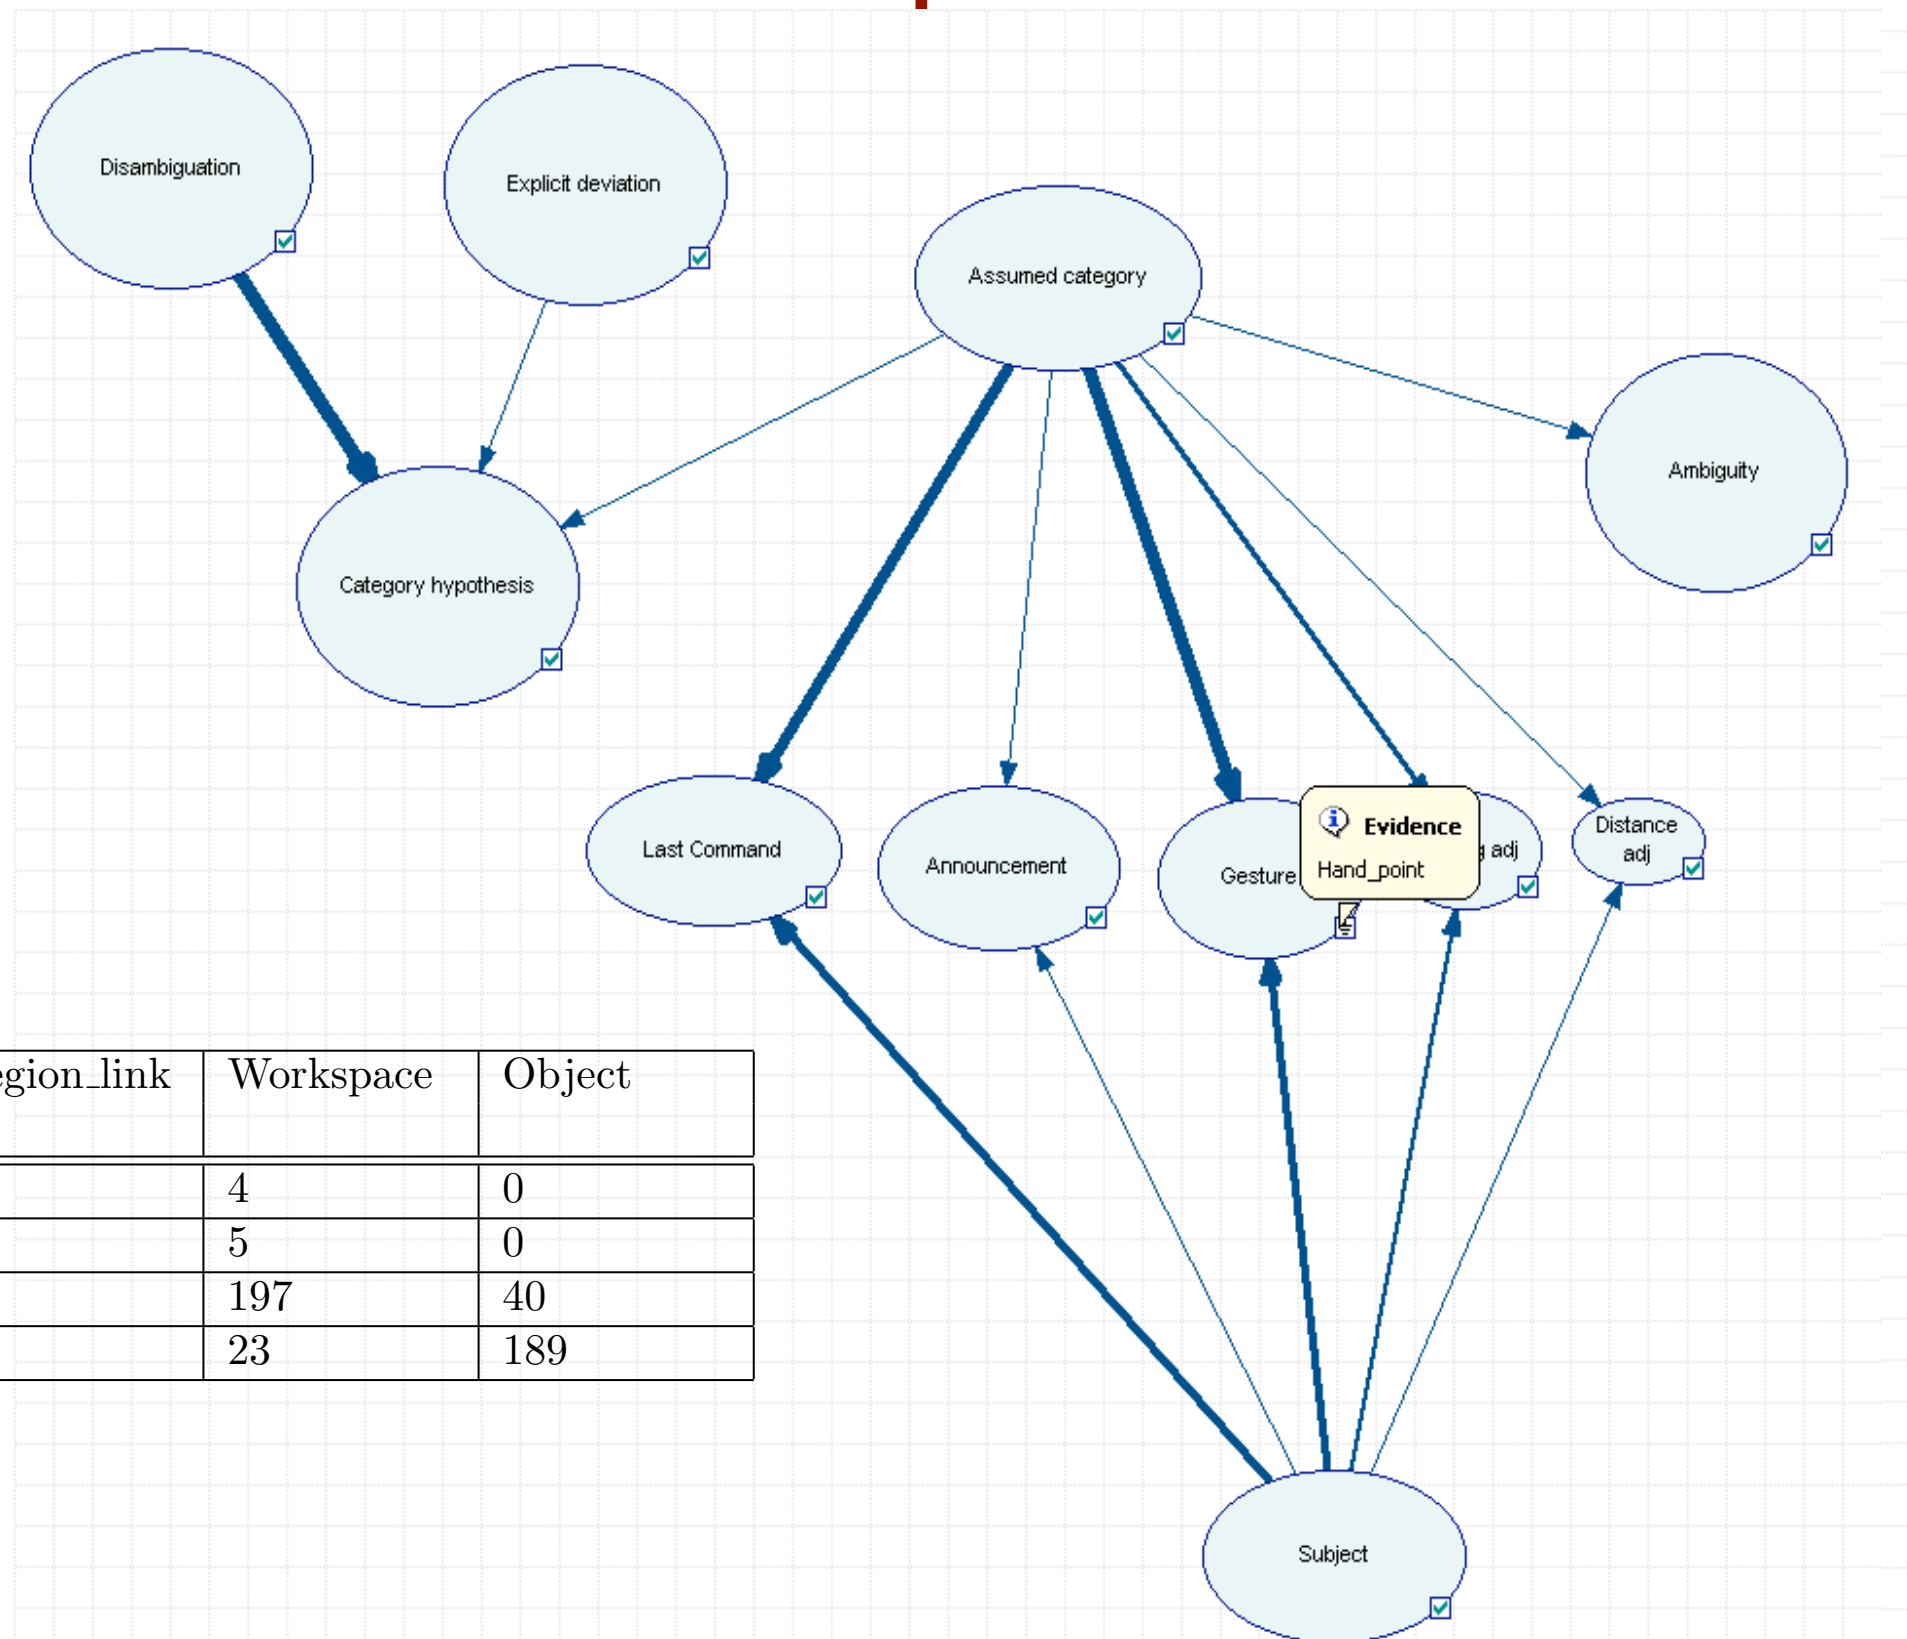 Disambiguation
Explicit deviation
Assumed category
Ambiguity
Category hypothesis
Last Command
Announcement
Gesture
Evidence
Hand_point
adj
Distance
adj
Workspace Object
4 0
5 0
197 40
23 189
Subject